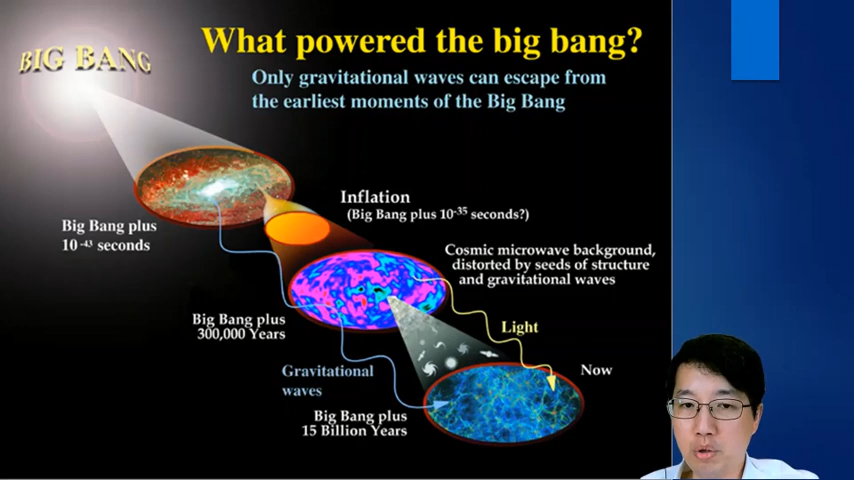 BIG BANG
What powered the big bang?
Only gravitational waves can escape from
the earliest moments of the Big Bang
Inflation
(Big Bang plus 10-35 seconds?)
Big Bang plus
10-43 seconds
Cosmic microwave background,
distorted by seeds of structure
and gravitational waves
Big Bang plus
300,000 Years
Light
Gravitational
waves
Now
Big Bang plus
15 Billion Years